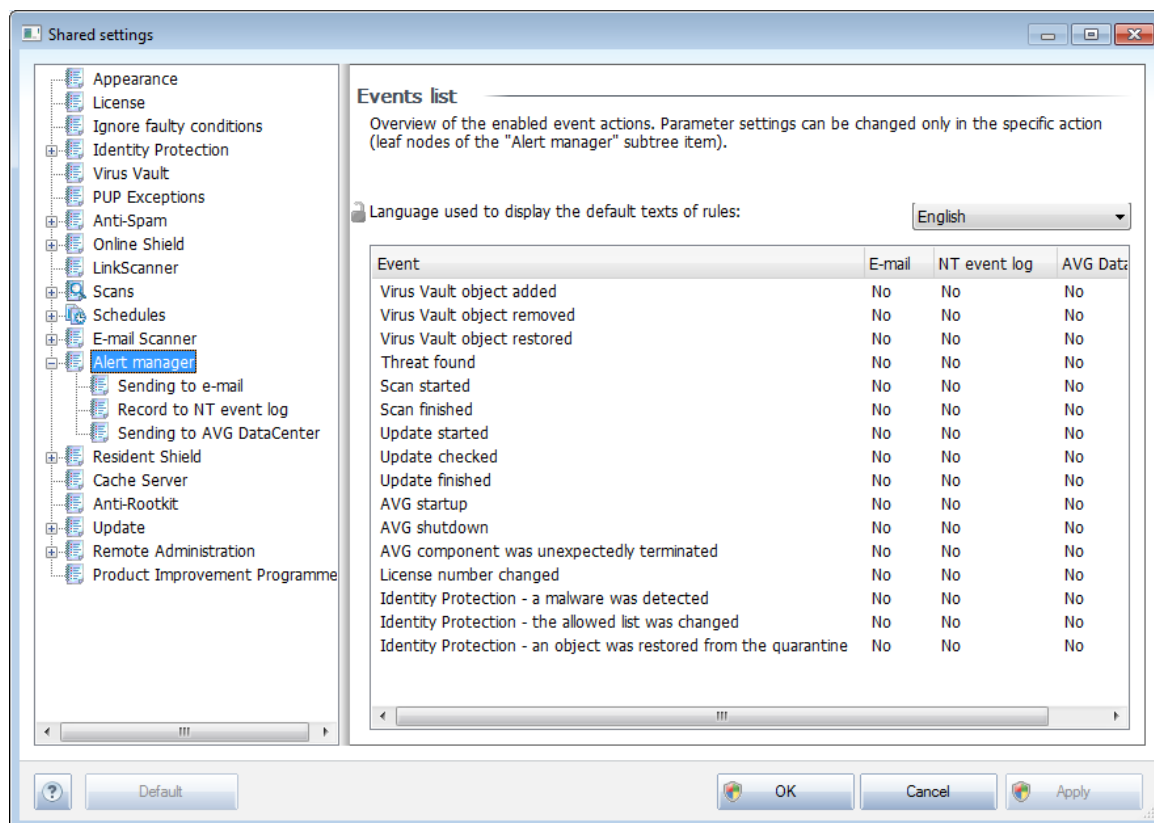 Shared settings
Appearance
License
Ignore faulty conditions
Identity Protection
Virus Vault
PUP Exceptions
Anti-Spam
Online Shield
LinkScanner
Scans
Schedules
E-mail Scanner
Alert manager
Sending to e-mail
Record to NT event log
Sending to AVG DataCenter
Resident Shield
Cache Server
Anti-Rootkit
Update
Remote Administration
Product Improvement Programme
Events list
Overview of the enabled event actions. Parameter settings can be changed only in the specific action
(leaf nodes of the "Alert manager" subtree item).
Language used to display the default texts of rules: English
Event E-mail NT event log AVG Data
Virus Vault object added No No No
Virus Vault object removed No No No
Virus Vault object restored No No No
Threat found No No No
Scan started No No No
Scan finished No No No
Update started No No No
Update checked No No No
Update finished No No No
AVG startup No No No
AVG shutdown No No No
AVG component was unexpectedly terminated No No No
License number changed No No No
Identity Protection - a malware was detected No No No
Identity Protection - the allowed list was changed No No No
Identity Protection - an object was restored from the quarantine No No No
? Default OK Cancel Apply